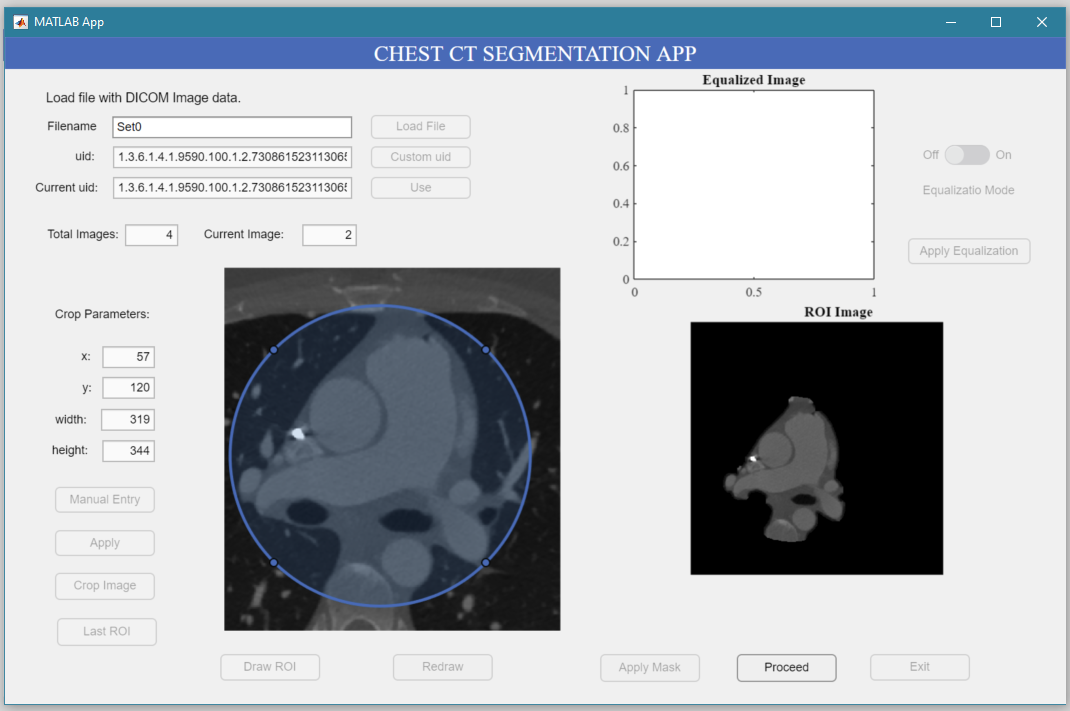 MATLAB App
CHEST CT SEGMENTATION APP
Load file with DICOM Image data.
Filename Set0 Load File
uid: 1.3.6.1.4.1.9590.100.1.2.7308615231130 Custom uid
Current uid: 1.3.6.1.4.1.9590.100.1.2.7308615231130 Use
Total Images: 4 Current Image: 2
Equalized Image
1
0.8
0.6
0.4
0.2
0
0 0.5 1
Off On
Equalizatio Mode
Apply Equalization
ROI Image
Crop Parameters:
x: 57
y: 120
width: 319
height: 344
Manual Entry
Apply
Crop Image
Last ROI
Draw ROI Redraw Apply Mask Proceed Exit